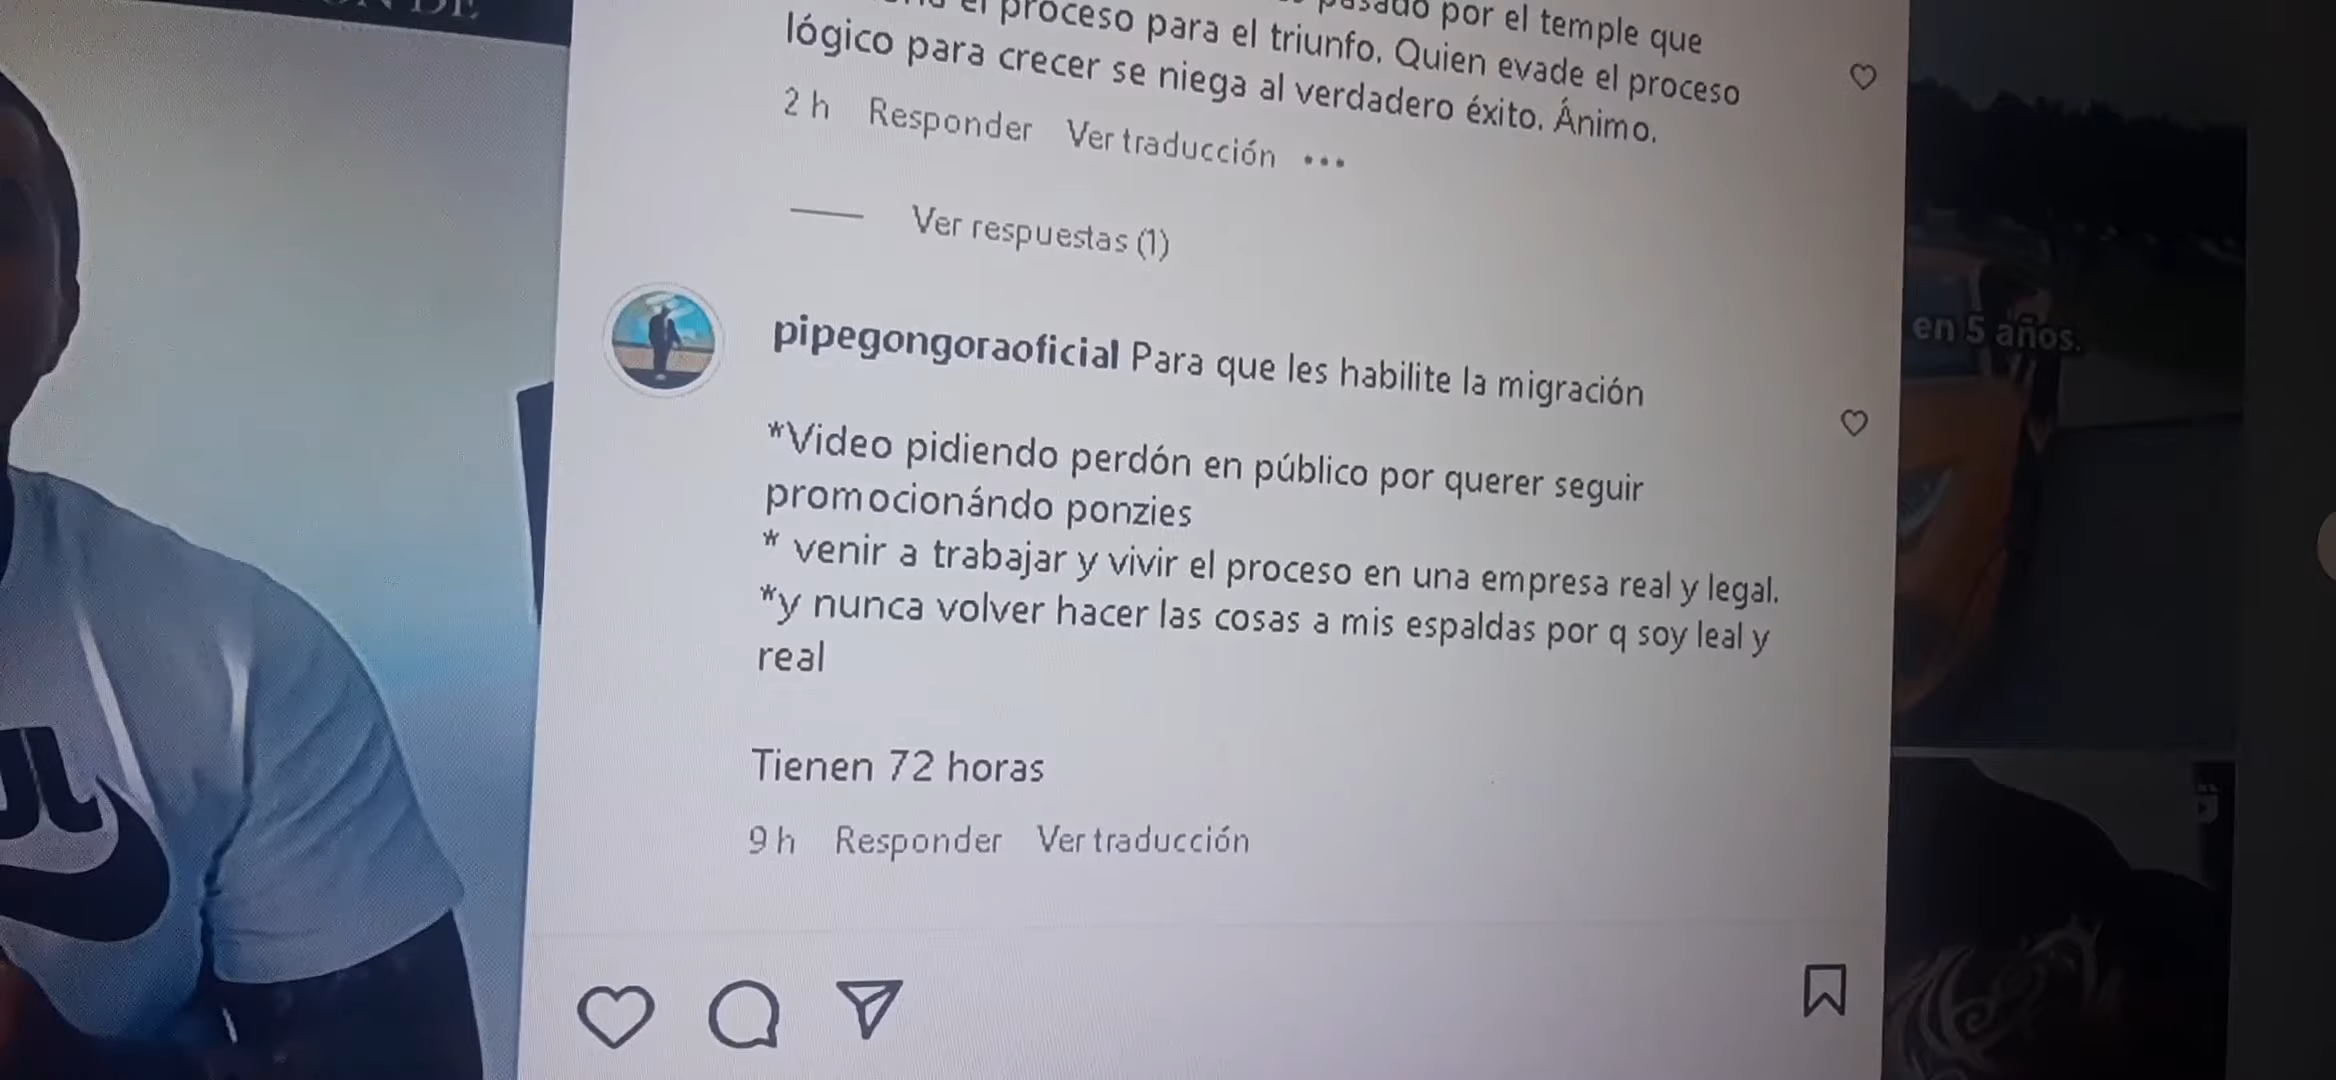 DE
pasado por el temple que
el proceso para el triunfo. Quien evade el proceso
lógico para crecer se niega al verdadero éxito. Ánimo.
2 h Responder Ver traducción •••
Ver respuestas (1)
pipegongoraoficial Para que les habilite la migración
*Video pidiendo perdón en público por querer seguir
promocionándo ponzies
* venir a trabajar y vivir el proceso en una empresa real y legal.
*y nunca volver hacer las cosas a mis espaldas por q soy leal y
real
Tienen 72 horas
9 h Responder Ver traducción
en 5 años.